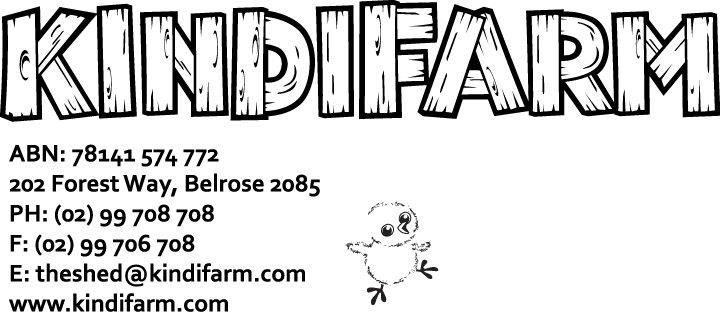 KINDIFARM
ABN: 78141 574 772
202 Forest Way, Belrose 2085
PH: (02) 99 708 708
F: (02) 99 706 708
E: theshed@kindifarm.com
www.kindifarm.com